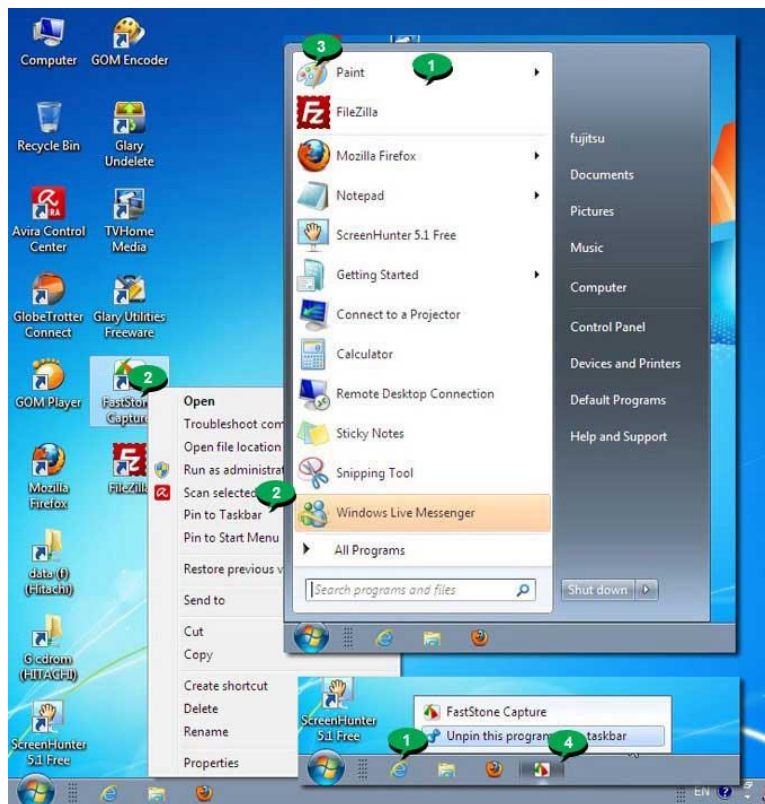 Computer
GOM Encoder
Recycle Bin
Glary
Undelete
Avira Control
Center
TVHome
Media
GlobeTrotter
Connect
Glary Utilities
Freeware
GOM Player
FastStone
Capture
Mozilla
Firefox
FileZilla
data (f)
(Hitachi)
G cdrom
(HITACHI)
ScreenHunter
5.1 Free
2
Open
Troubleshoot com
Open file location
Run as administrat
Scan selected
2
Pin to Taskbar
Pin to Start Menu
Restore previous v
Send to
Cut
Copy
Create shortcut
Delete
Rename
Properties
3
1
Paint
FileZilla
Mozilla Firefox
Notepad
ScreenHunter 5.1 Free
Getting Started
Connect to a Projector
Calculator
Remote Desktop Connection
Sticky Notes
Snipping Tool
Windows Live Messenger
All Programs
Search programs and files
fujitsu
Documents
Pictures
Music
Computer
Control Panel
Devices and Printers
Default Programs
Help and Support
Shut down
ScreenHunter
5.1 Free
FastStone Capture
Unpin this program taskbar
1
4
EN